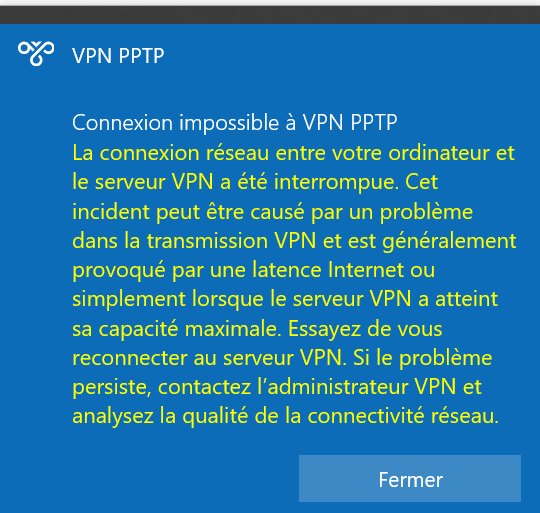 VPN PPTP
Connexion impossible à VPN PPTP
La connexion réseau entre votre ordinateur et
le serveur VPN a été interrompue. Cet
incident peut être causé par un problème
dans la transmission VPN et est généralement
provoqué par une latence Internet ou
simplement lorsque le serveur VPN a atteint
sa capacité maximale. Essayez de vous
reconnecter au serveur VPN. Si le problème
persiste, contactez l’administrateur VPN et
analysez la qualité de la connectivité réseau.
Fermer